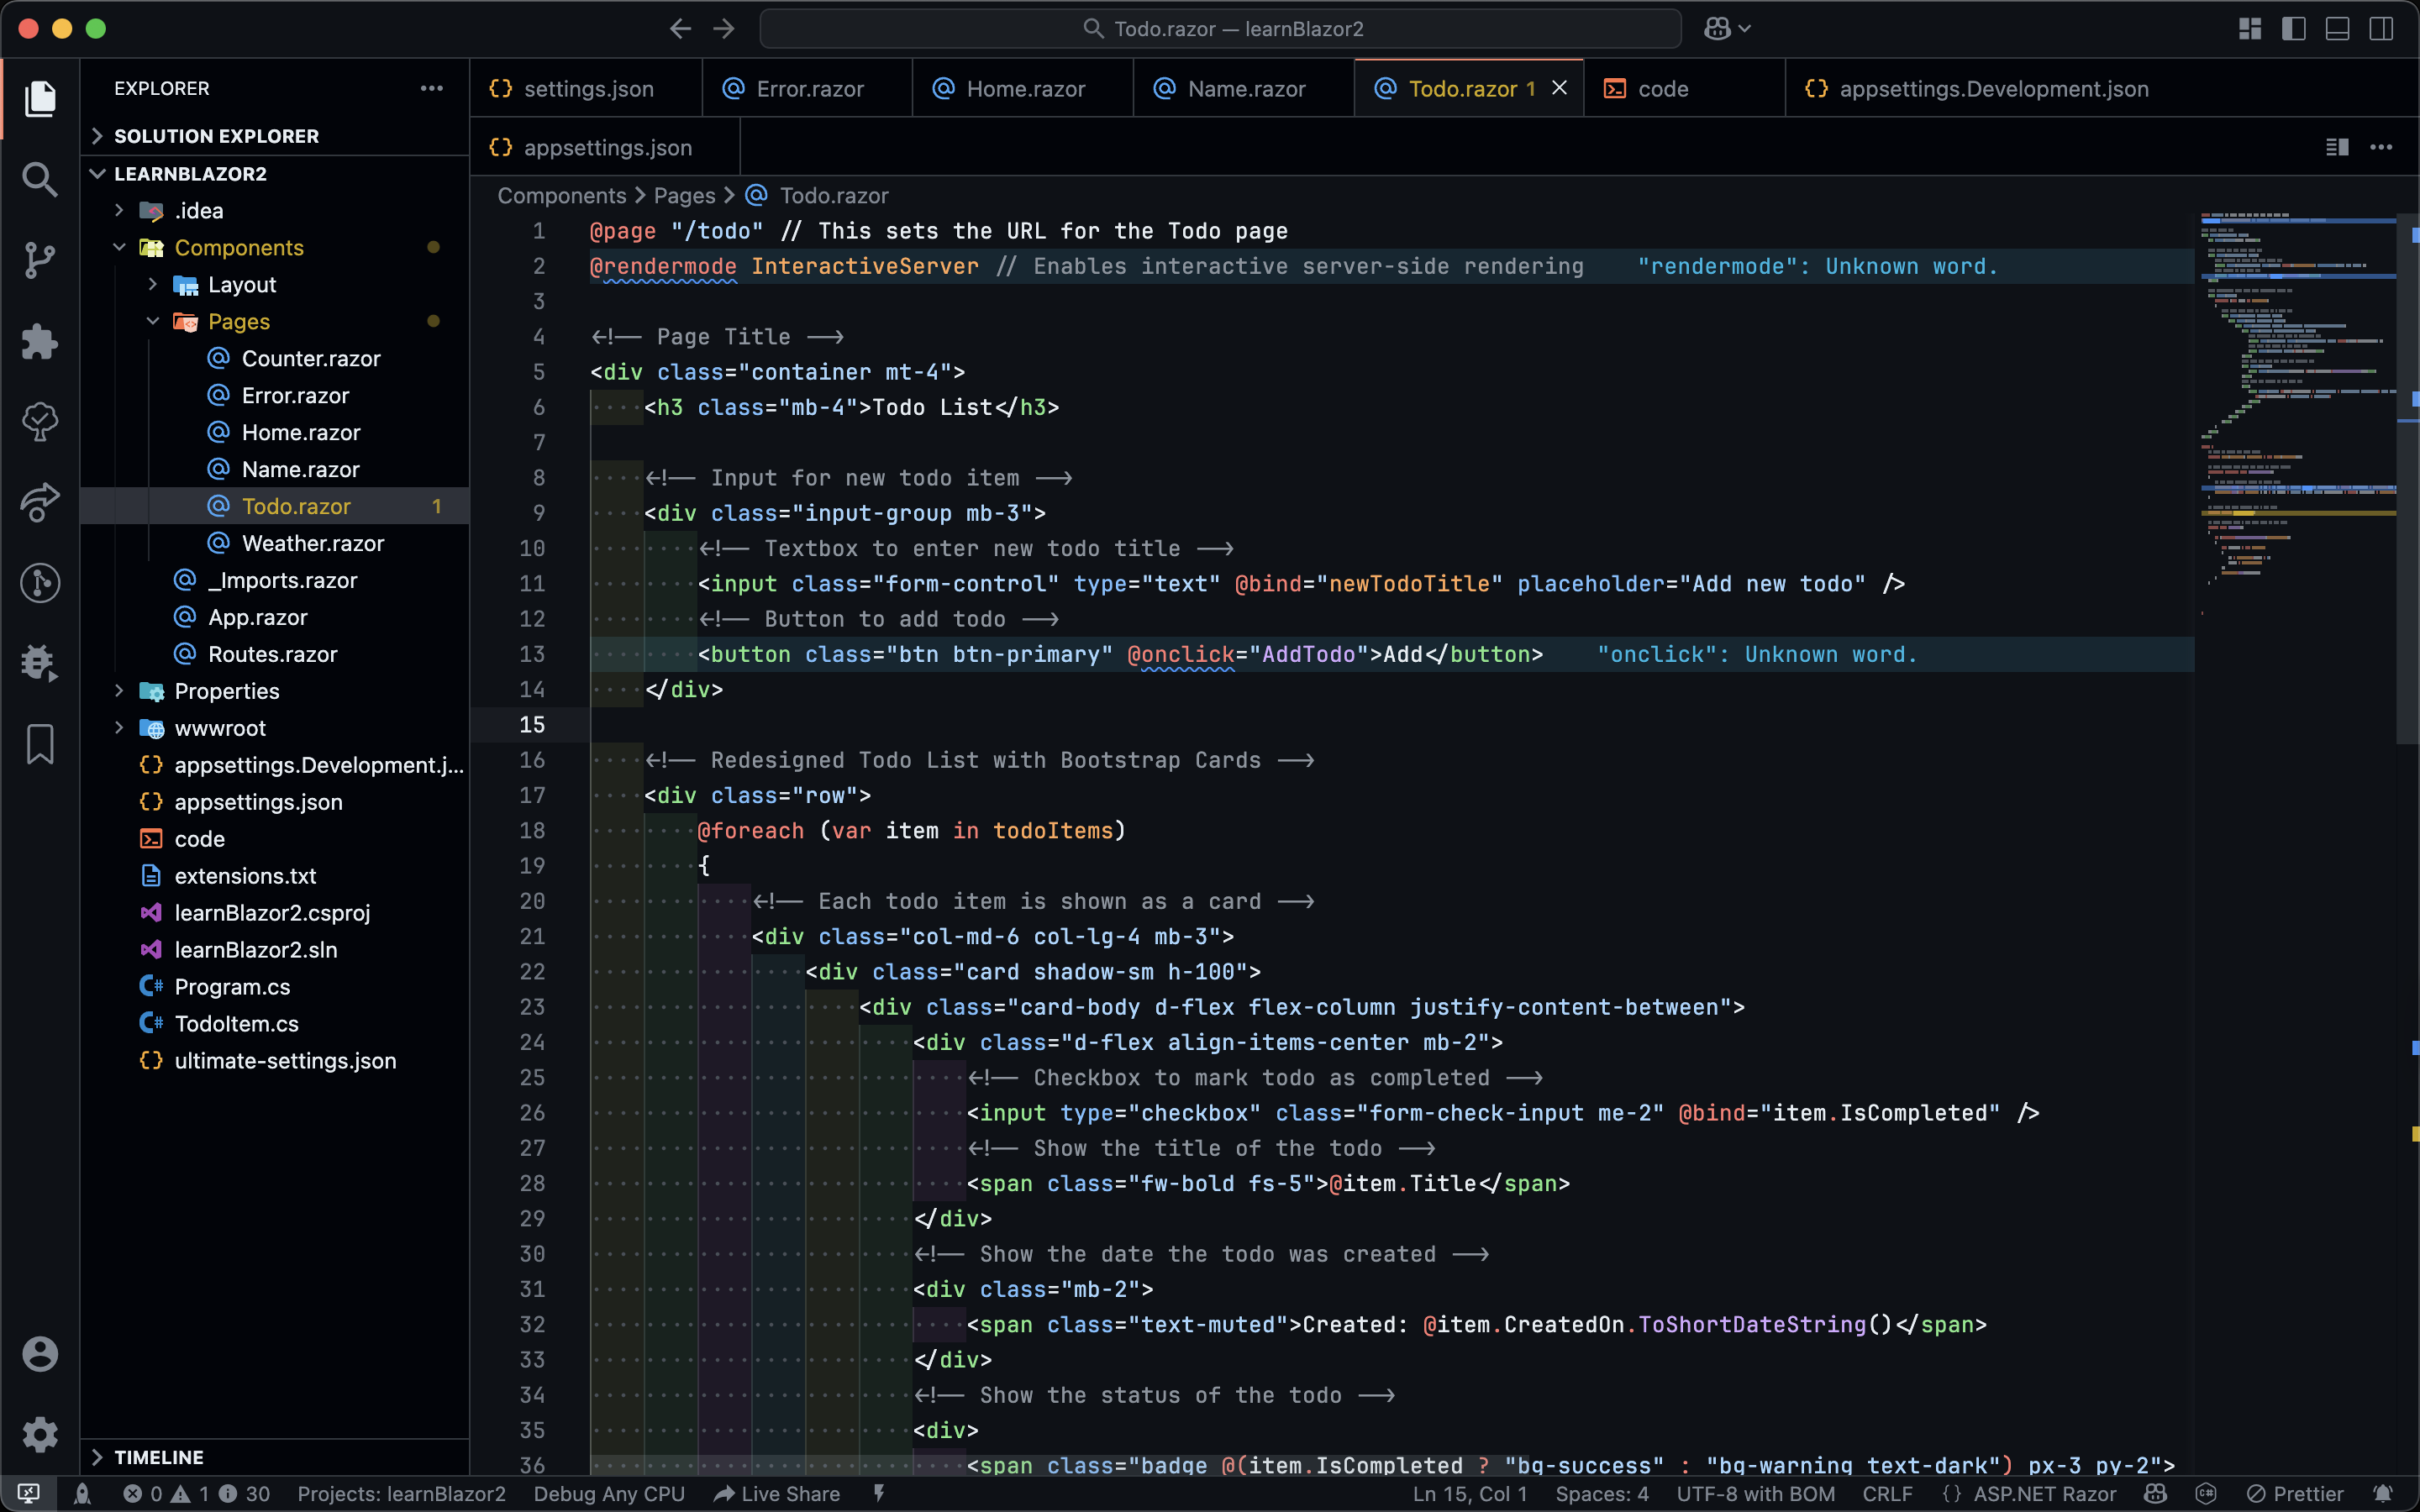 Todo.razor — learnBlazor2
EXPLORER
SOLUTION EXPLORER
LEARNBLAZOR2
.idea
Components
Layout
Pages
Counter.razor
Error.razor
Home.razor
Name.razor
Todo.razor 1
Weather.razor
_Imports.razor
App.razor
Routes.razor
Properties
wwwroot
appsettings.Development.j...
appsettings.json
code
extensions.txt
learnBlazor2.csproj
learnBlazor2.sln
Program.cs
TodoItem.cs
ultimate-settings.json
TIMELINE
settings.json Error.razor Home.razor Name.razor Todo.razor 1 code appsettings.Development.json
appsettings.json
Components > Pages > Todo.razor
1 @page "/todo" // This sets the URL for the Todo page
2 @rendermode InteractiveServer // Enables interactive server-side rendering "rendermode": Unknown word.
3
4 <!-- Page Title -->
5 <div class="container mt-4">
6 <h3 class="mb-4">Todo List</h3>
7
8 <!-- Input for new todo item -->
9 <div class="input-group mb-3">
10 <!-- Textbox to enter new todo title -->
11 <input class="form-control" type="text" @bind="newTodoTitle" placeholder="Add new todo" />
12 <!-- Button to add todo -->
13 <button class="btn btn-primary" @onclick="AddTodo">Add</button> "onclick": Unknown word.
14 </div>
15
16 <!-- Redesigned Todo List with Bootstrap Cards -->
17 <div class="row">
18 @foreach (var item in todoItems)
19 {
20 <!-- Each todo item is shown as a card -->
21 <div class="col-md-6 col-lg-4 mb-3">
22 <div class="card shadow-sm h-100">
23 <div class="card-body d-flex flex-column justify-content-between">
24 <div class="d-flex align-items-center mb-2">
25 <!-- Checkbox to mark todo as completed -->
26 <input type="checkbox" class="form-check-input me-2" @bind="item.IsCompleted" />
27 <!-- Show the title of the todo -->
28 <span class="fw-bold fs-5">@item.Title</span>
29 </div>
30 <!-- Show the date the todo was created -->
31 <div class="mb-2">
32 <span class="text-muted">Created: @item.CreatedOn.ToShortDateString()</span>
33 </div>
34 <!-- Show the status of the todo -->
35 <div>
36 <span class="badge @(item.IsCompleted ? "bg-success" : "bg-warning text-dark") px-3 py-2">
0 1 30 Projects: learnBlazor2 Debug Any CPU Live Share Ln 15, Col 1 Spaces: 4 UTF-8 with BOM CRLF {} ASP.NET Razor Prettier